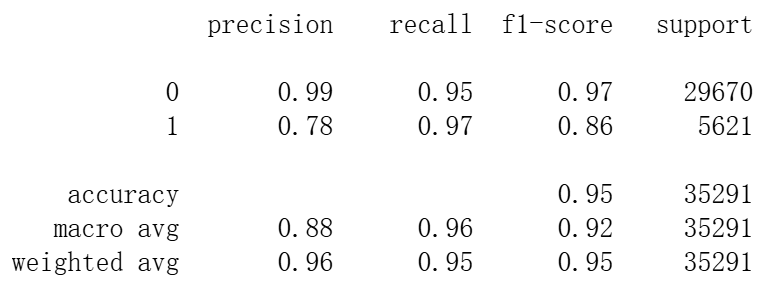 precision recall f1-score support
0 0.99 0.95 0.97 29670
1 0.78 0.97 0.86 5621
accuracy 0.95 35291
macro avg 0.88 0.96 0.92 35291
weighted avg 0.96 0.95 0.95 35291